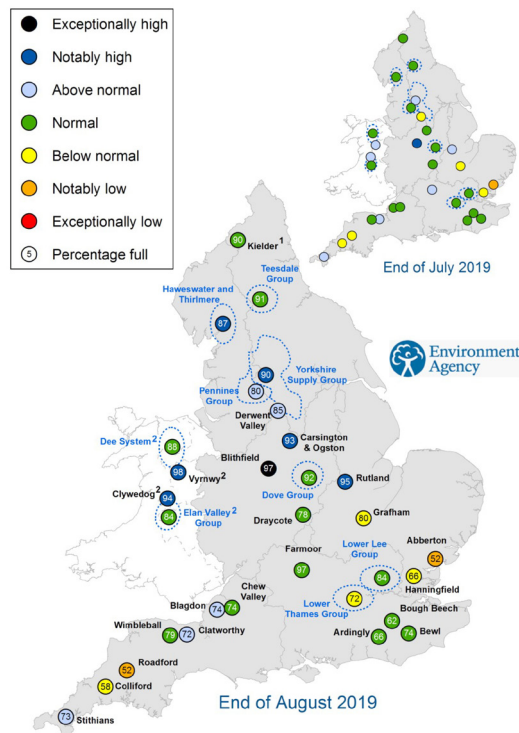 Exceptionally high
Notably high
Above normal
Normal
Below normal
Notably low
Exceptionally low
5 Percentage full
End of July 2019
Environment
Agency
90
Kielder 1
Teesdale
Group
91
Haweswater and
Thirlmere
87
Yorkshire
Supply Group
90
Pennines
Group
80
85
Derwent
Valley
93
Carsington
& Ogston
Dee System 2
88
Blithfield
97
98
Vyrnwy 2
92
Dove Group
95
Rutland
Clywedog 2
94
84
Elan Valley 2
Group
Draycote
78
80
Grafham
Abberton
52
Farmoor
97
Lower Lee
Group
84
66
Hanningfield
Lower
Thames Group
72
Chew
Valley
74
Blagdon
74
Bough Beech
62
Wimbleball
79
72
Clatworthy
Ardingly
66
74
Bewl
Roadford
52
58
Colliford
73
Stithians
End of August 2019